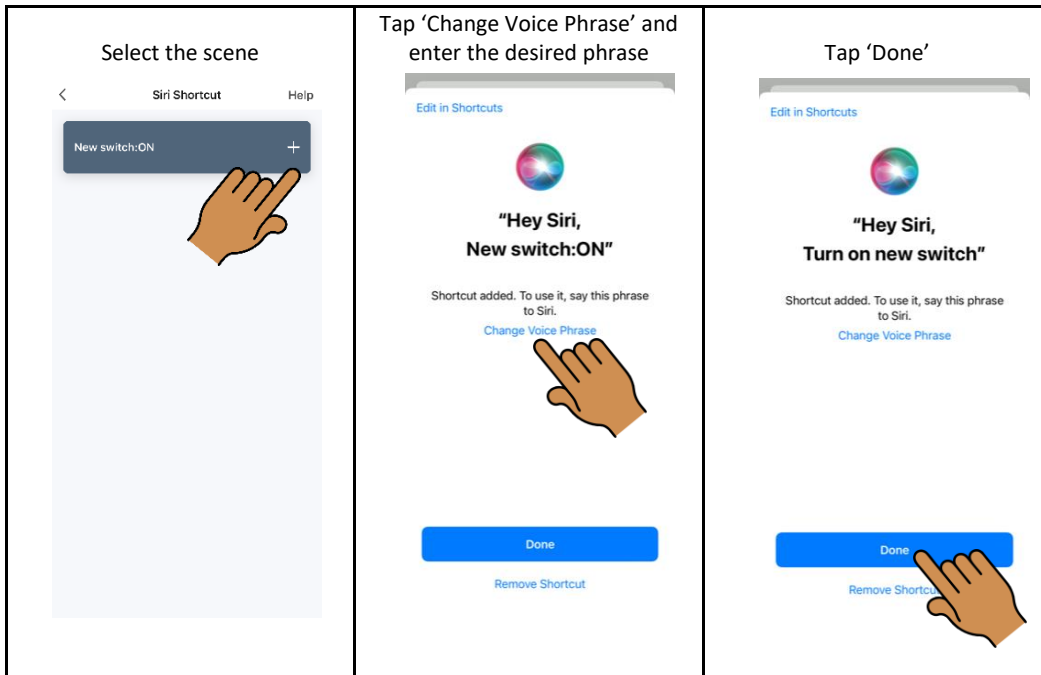 Select the scene
Siri Shortcut
Help
New switch:ON
Tap ‘Change Voice Phrase’ and
enter the desired phrase
Edit in Shortcuts
“Hey Siri,
New switch:ON”
Shortcut added. To use it, say this phrase
to Siri.
Change Voice Phrase
Done
Remove Shortcut
Tap ‘Done’
Edit in Shortcuts
“Hey Siri,
Turn on new switch”
Shortcut added. To use it, say this phrase
to Siri.
Change Voice Phrase
Done
Remove Shortcu